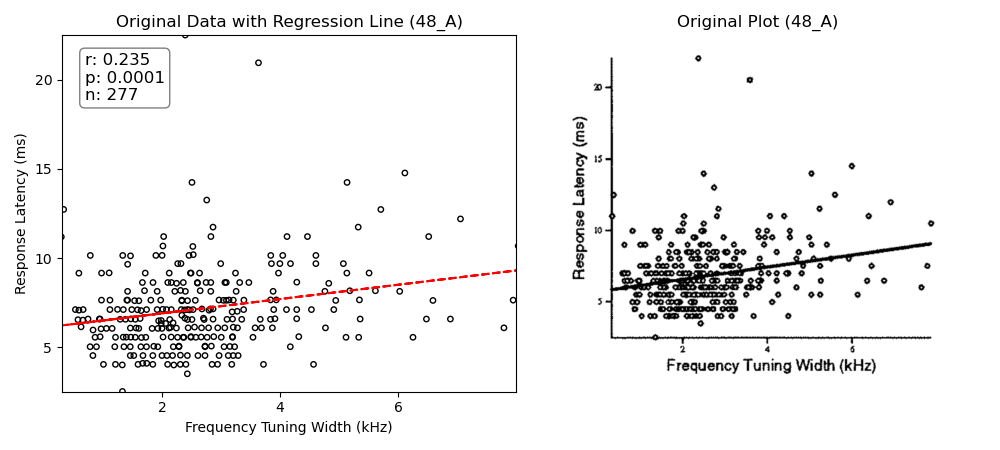 Original Data with Regression Line (48_A)
r: 0.235
p: 0.0001
n: 277
20
15
10
5
2
4
6
Response Latency (ms)
Frequency Tuning Width (kHz)
Original Plot (48_A)
20
15
10
5
2
4
6
Response Latency (ms)
Frequency Tuning Width (kHz)